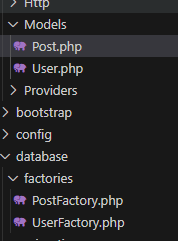 Http
Models
Post.php
User.php
Providers
bootstrap
config
database
factories
PostFactory.php
UserFactory.php